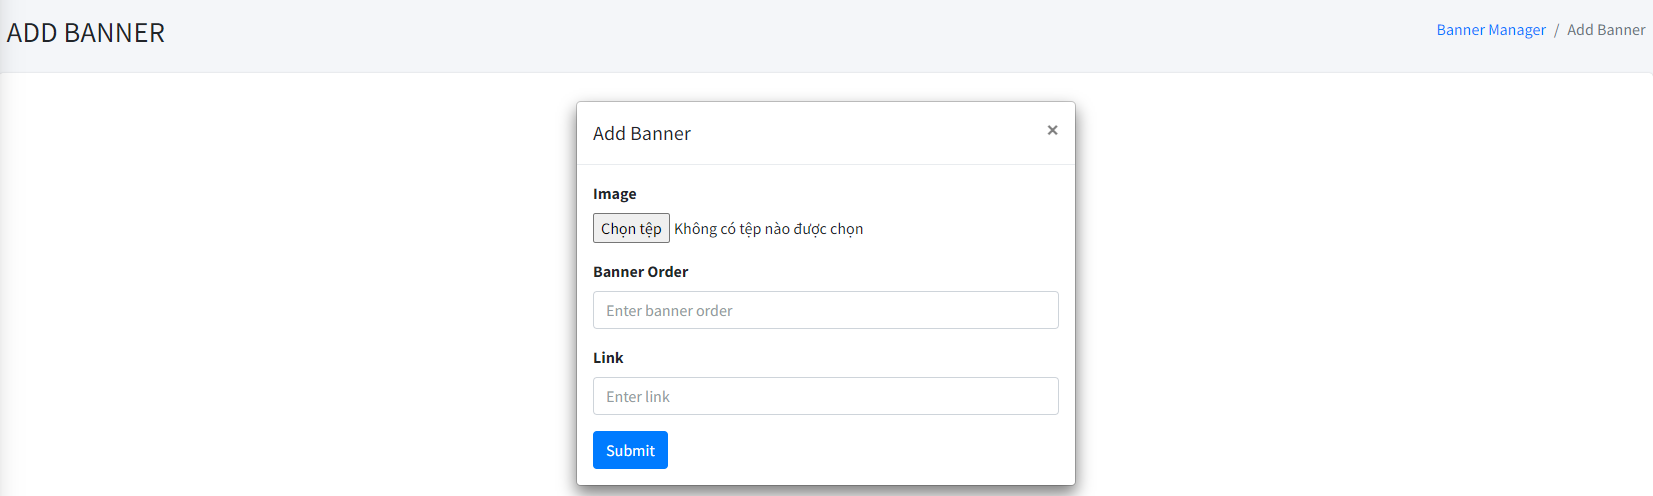 ADD BANNER
Banner Manager / Add Banner
Add Banner ×
Image
Chọn tệp Không có tệp nào được chọn
Banner Order
Enter banner order
Link
Enter link
Submit